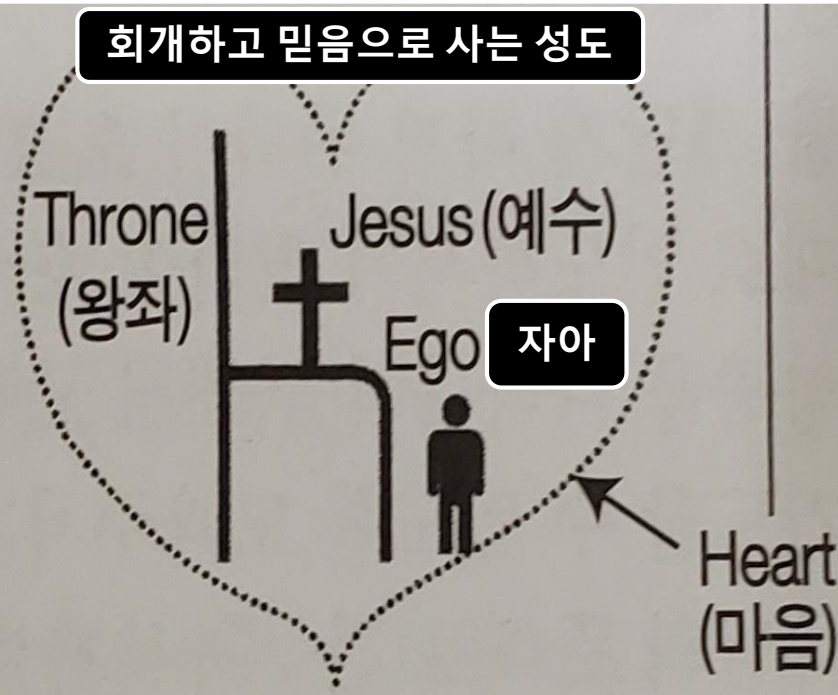 회개하고 믿음으로 사는 성도
Throne
(왕좌)
Jesus (예수)
Ego 자아
Heart
(마음)